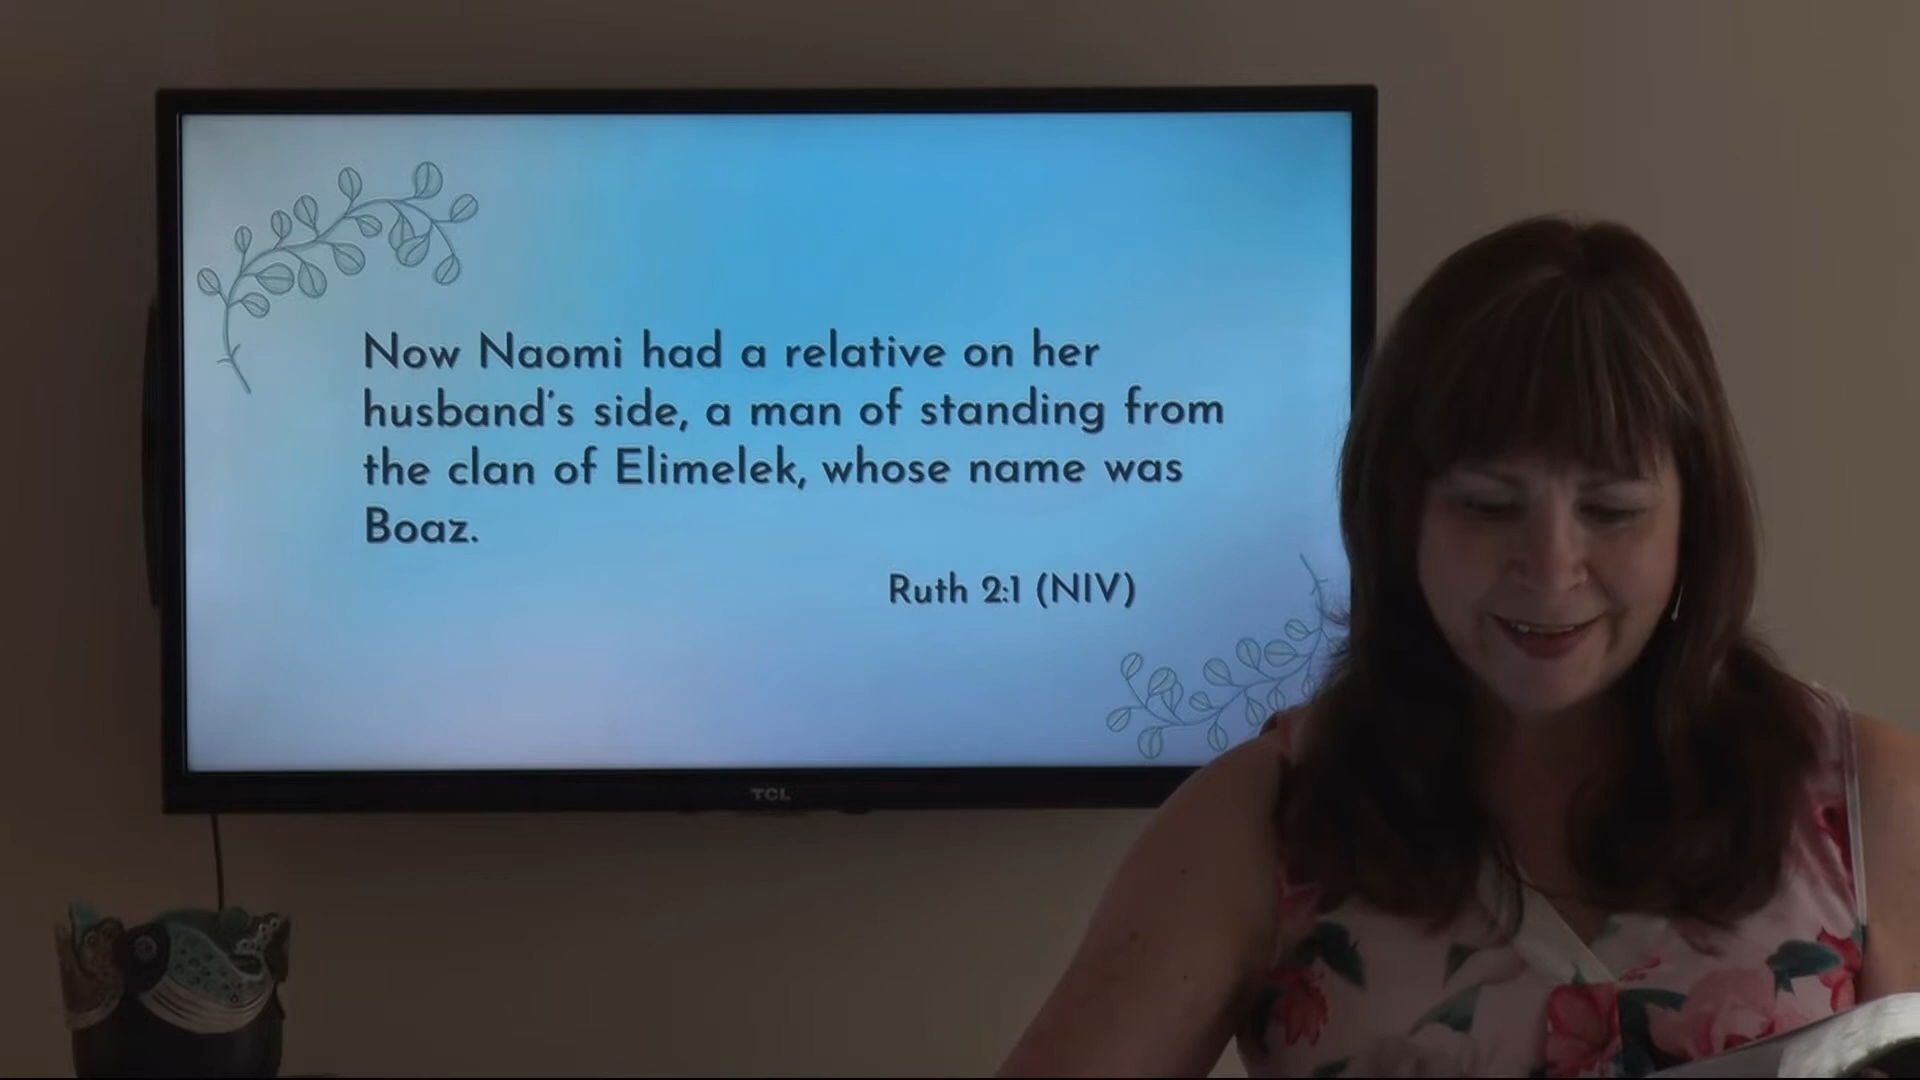 Now Naomi had a relative on her
husband's side, a man of standing from
the clan of Elimelek, whose name was
Boaz.
Ruth 2:1 (NIV)
TCL